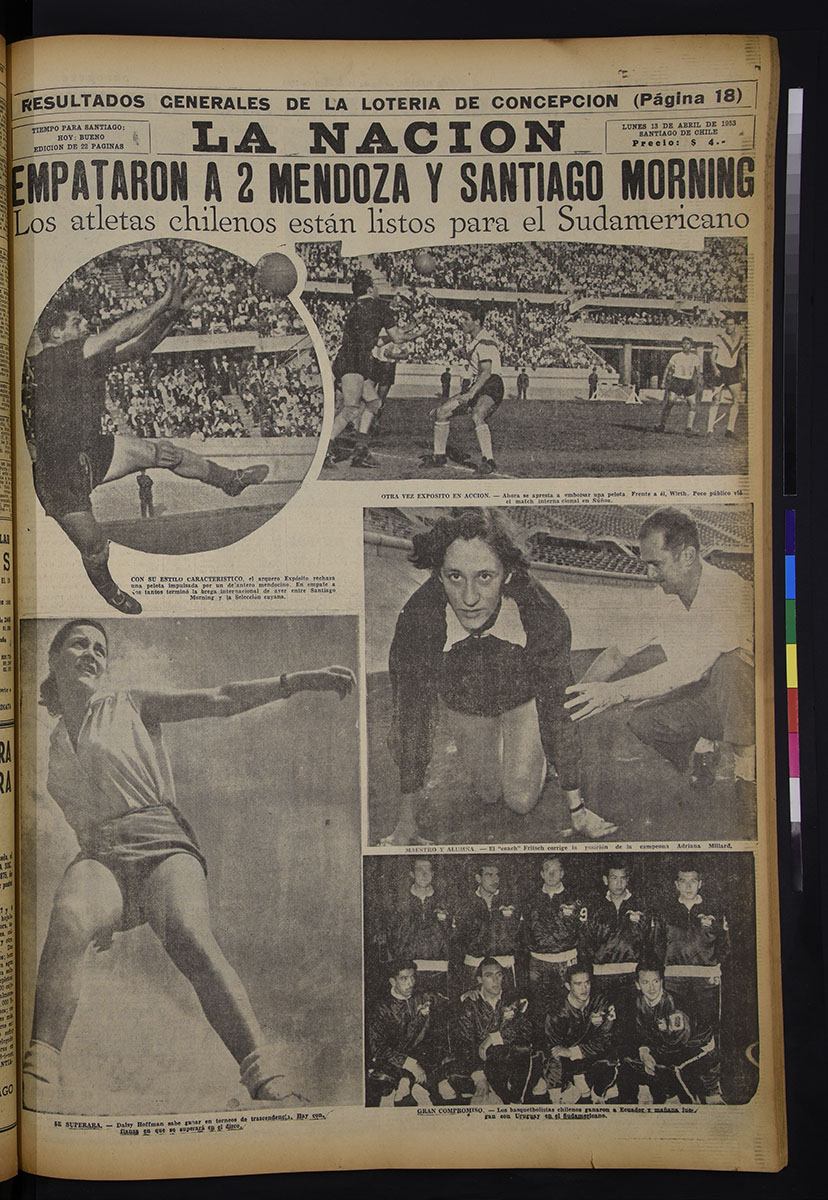 RESULTADOS GENERALES DE LA LOTERIA DE CONCEPCION (Página 18)
TIEMPO PARA SANTIAGO:
HOY: BUENO
EDICION DE 22 PAGINAS
LA NACION
LUNES 13 DE ABRIL DE 1953
SANTIAGO DE CHILE
Precio: $ 4.-
EMPATARON A 2 MENDOZA Y SANTIAGO MORNING
Los atletas chilenos están listos para el Sudamericano
OTRA VEZ EXPOSITO EN ACCION. — Ahora se apresta a embolsar una pelota. Frente a él, Wirth. Poco público vió
el match internacional en Ñuñoa.
CON SU ESTILO CARACTERISTICO, el arquero Expósito rechaza
una pelota impulsada por un delantero mendocino. En empate a
dos tantos terminó la brega internacional de ayer entre Santiago
Morning y la Selección cuyana.
MAESTRO Y ALUMNA. — El "coach" Fritsch corrige la posición de la campeona Adriana Millard.
SE SUPERARA. — Daisy Hoffman sabe ganar en torneos de trascendencia. Hay con-
fianza en que se superará en el disco.
GRAN COMPROMISO. — Los basquetbolistas chilenos ganaron a Ecuador y mañana jue-
gan con Uruguay en el Sudamericano.